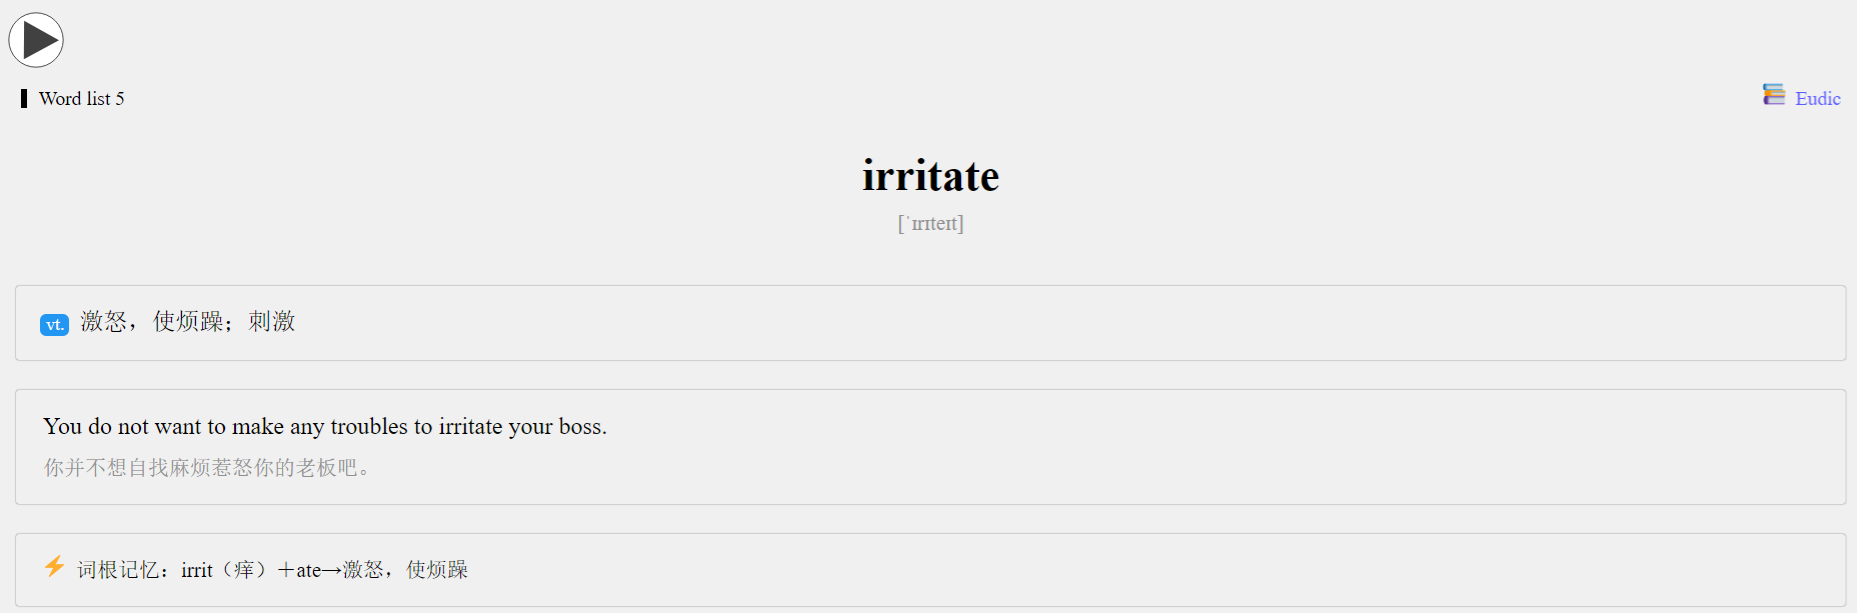 Word list 5
Eudic
irritate
[ˈɪrɪteɪt]
vt. 激怒，使烦躁；刺激
You do not want to make any troubles to irritate your boss.
你并不想自找麻烦惹怒你的老板吧。
词根记忆：irrit（痒）＋ate→激怒，使烦躁